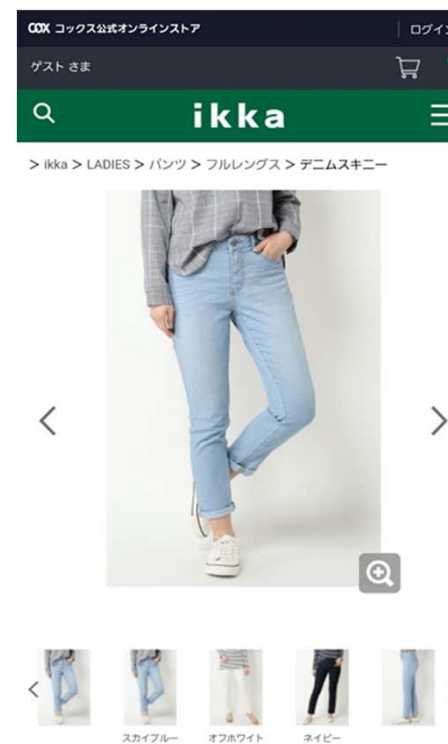 COX コックス公式オンラインストア
ログイン
ゲスト さま
ikka
> ikka > LADIES > パンツ > フルレングス > デニムスキニー
スカイブルー オフホワイト ネイビー